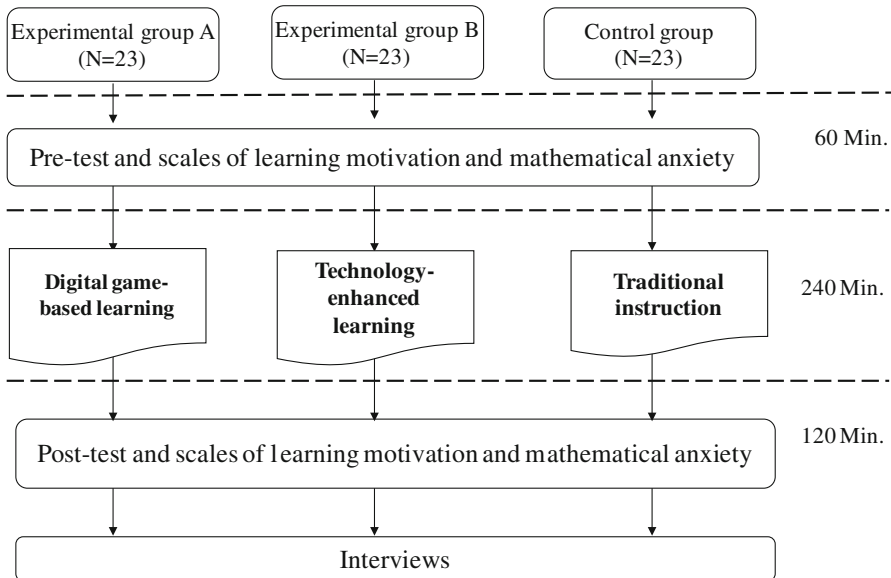 Experimental group A
(N=23)
Experimental group B
(N=23)
Control group
(N=23)
Pre-test and scales of learning motivation and mathematical anxiety
60 Min.
Digital game-
based learning
Technology-
enhanced
learning
Traditional
instruction
240 Min.
Post-test and scales of learning motivation and mathematical anxiety
120 Min.
Interviews